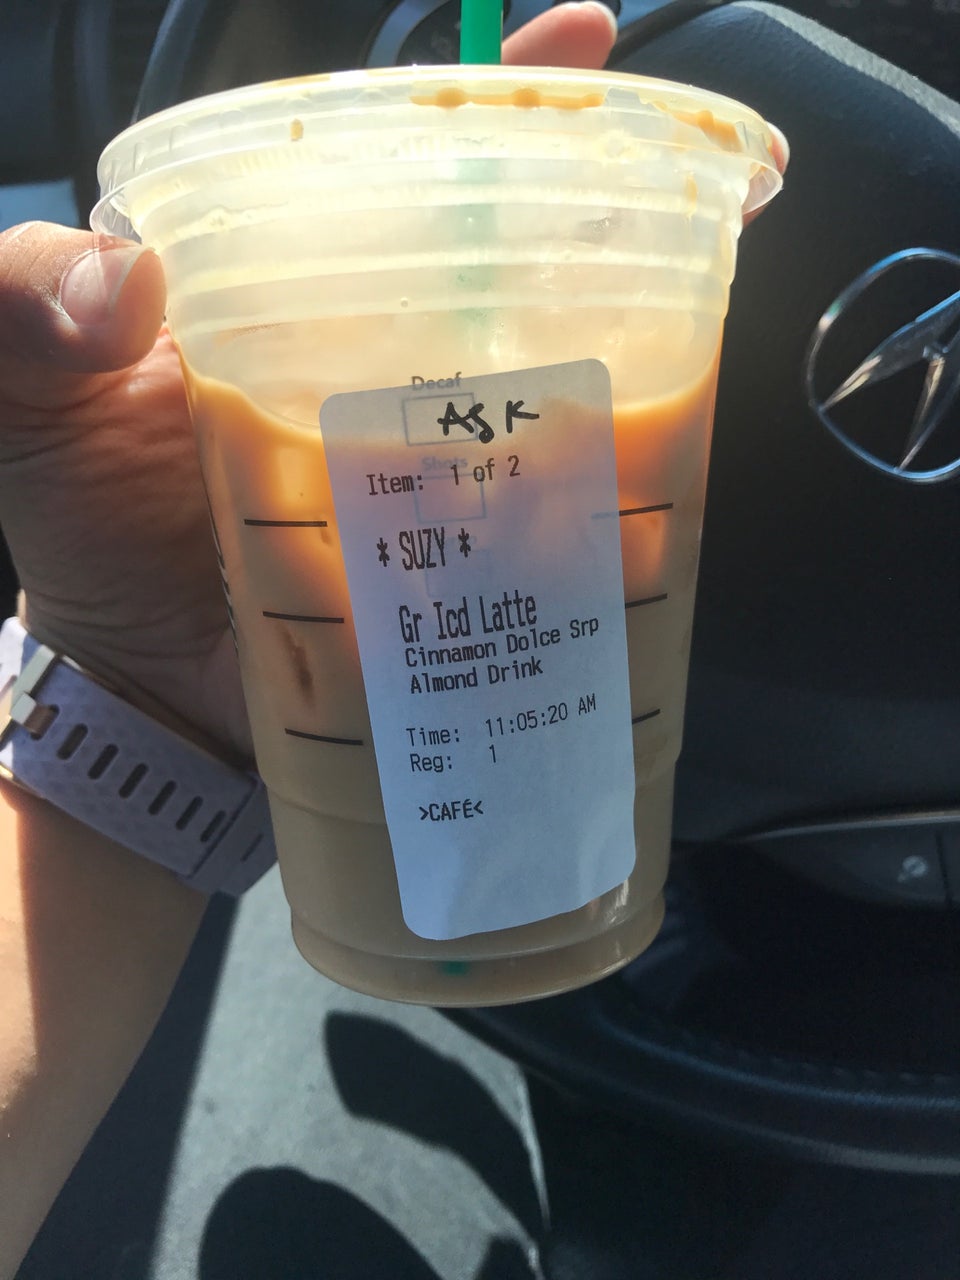 Decaf
ASK
Shots
Item: 1 of 2
* SUZY *
Gr Icd Latte
Cinnamon Dolce Srp
Almond Drink
Time: 11:05:20 AM
Reg: 1
>CAFÉ<